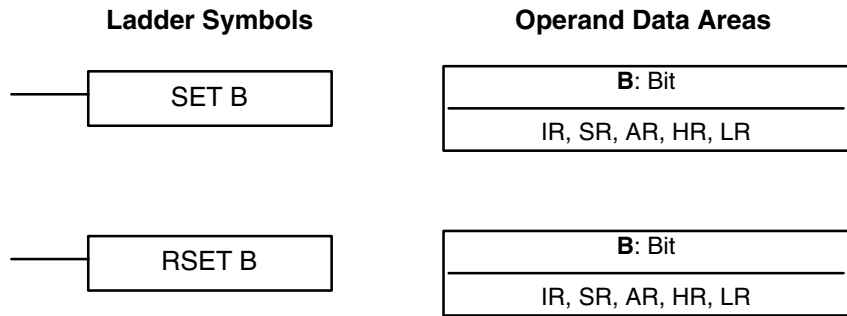 Ladder Symbols
Operand Data Areas
SET B
B: Bit
IR, SR, AR, HR, LR
RSET B
B: Bit
IR, SR, AR, HR, LR